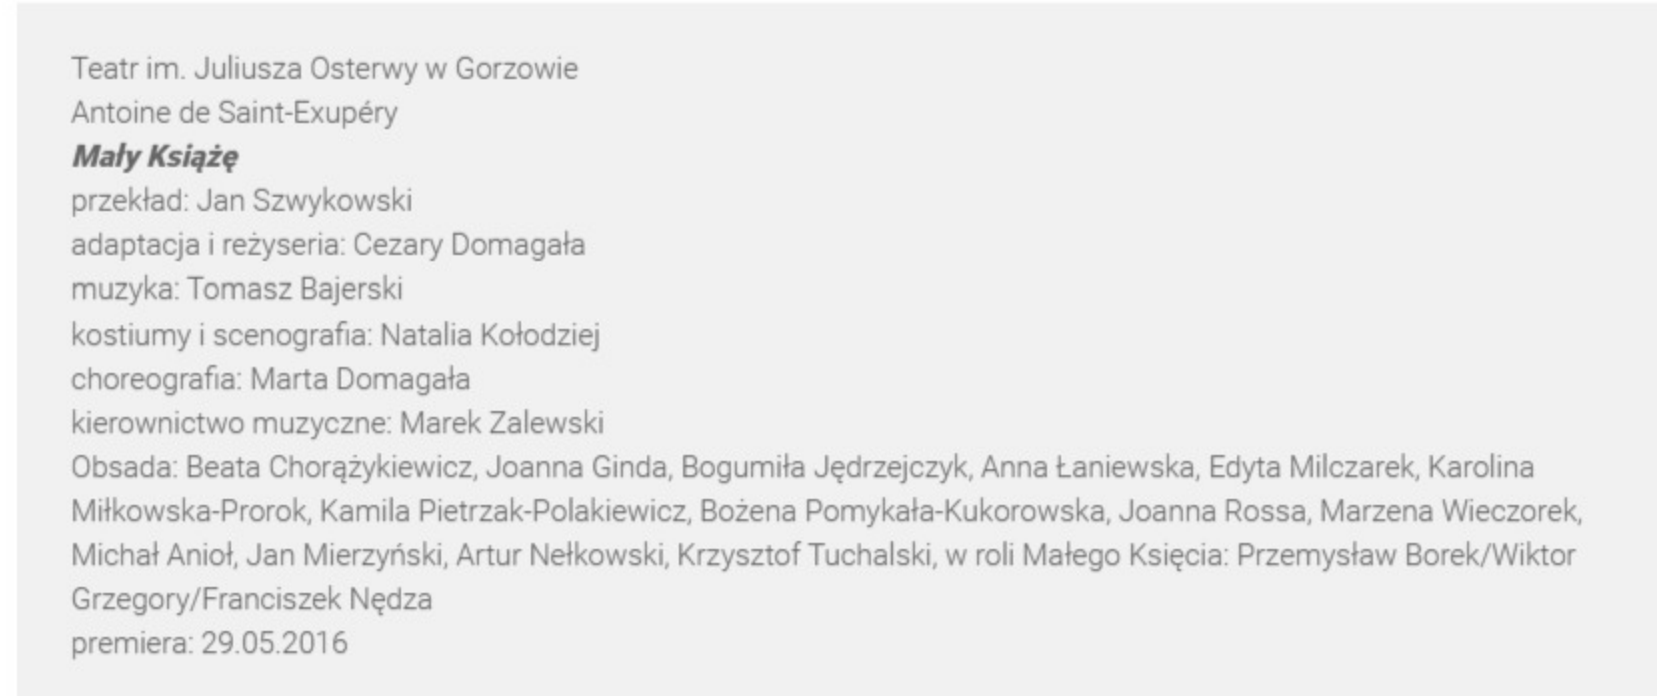 Teatr im. Juliusza Osterwy w Gorzowie
Antoine de Saint-Exupéry
Mały Książę
przekład: Jan Szwykowski
adaptacja i reżyseria: Cezary Domagała
muzyka: Tomasz Bajerski
kostiumy i scenografia: Natalia Kołodziej
choreografia: Marta Domagała
kierownictwo muzyczne: Marek Zalewski
Obsada: Beata Chorążykiewicz, Joanna Ginda, Bogumiła Jędrzejczyk, Anna Łaniewska, Edyta Milczarek, Karolina
Miłkowska-Prorok, Kamila Pietrzak-Polakiewicz, Bożena Pomykała-Kukorowska, Joanna Rossa, Marzena Wieczorek,
Michał Anioł, Jan Mierzyński, Artur Nełkowski, Krzysztof Tuchalski, w roli Małego Księcia: Przemysław Borek/Wiktor
Grzegory/Franciszek Nędza
premiera: 29.05.2016